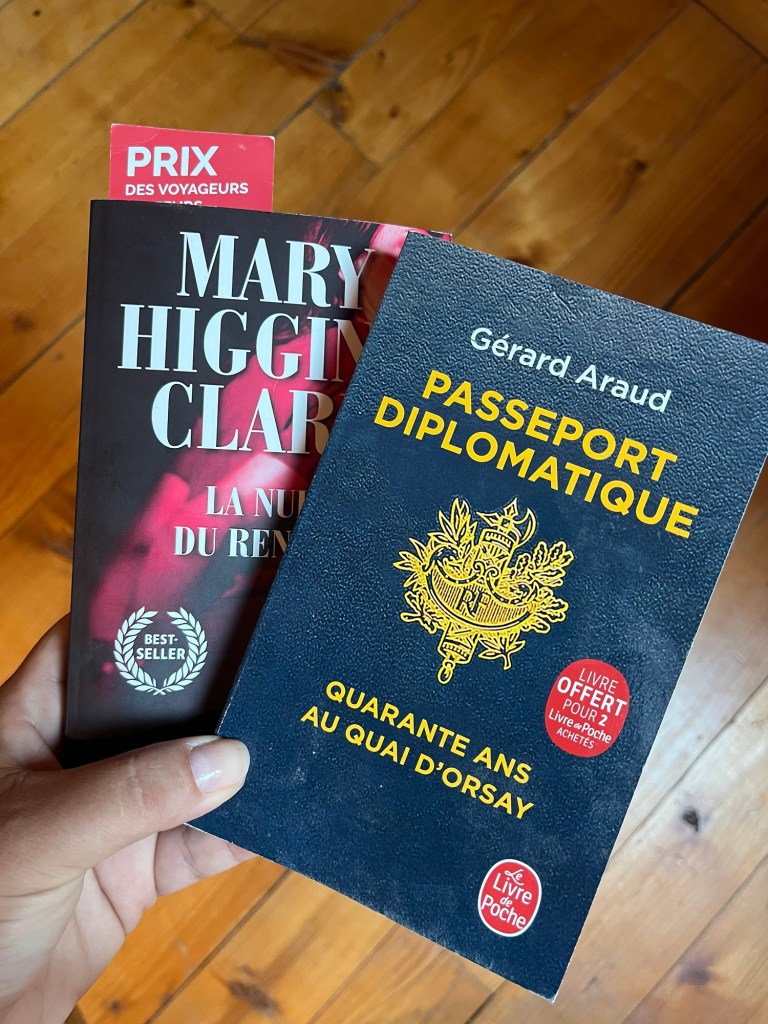 PRIX
DES VOYAGEURS
MARY
HIGGIN
CLAR
LA NUI
DU REN
BEST-
SELLER
Gérard Araud
PASSEPORT
DIPLOMATIQUE
RF
QUARANTE ANS
AU QUAI D'ORSAY
LIVRE
OFFERT
POUR 2
Livre de Poche
ACHETÉS
Le
Livre
de
Poche